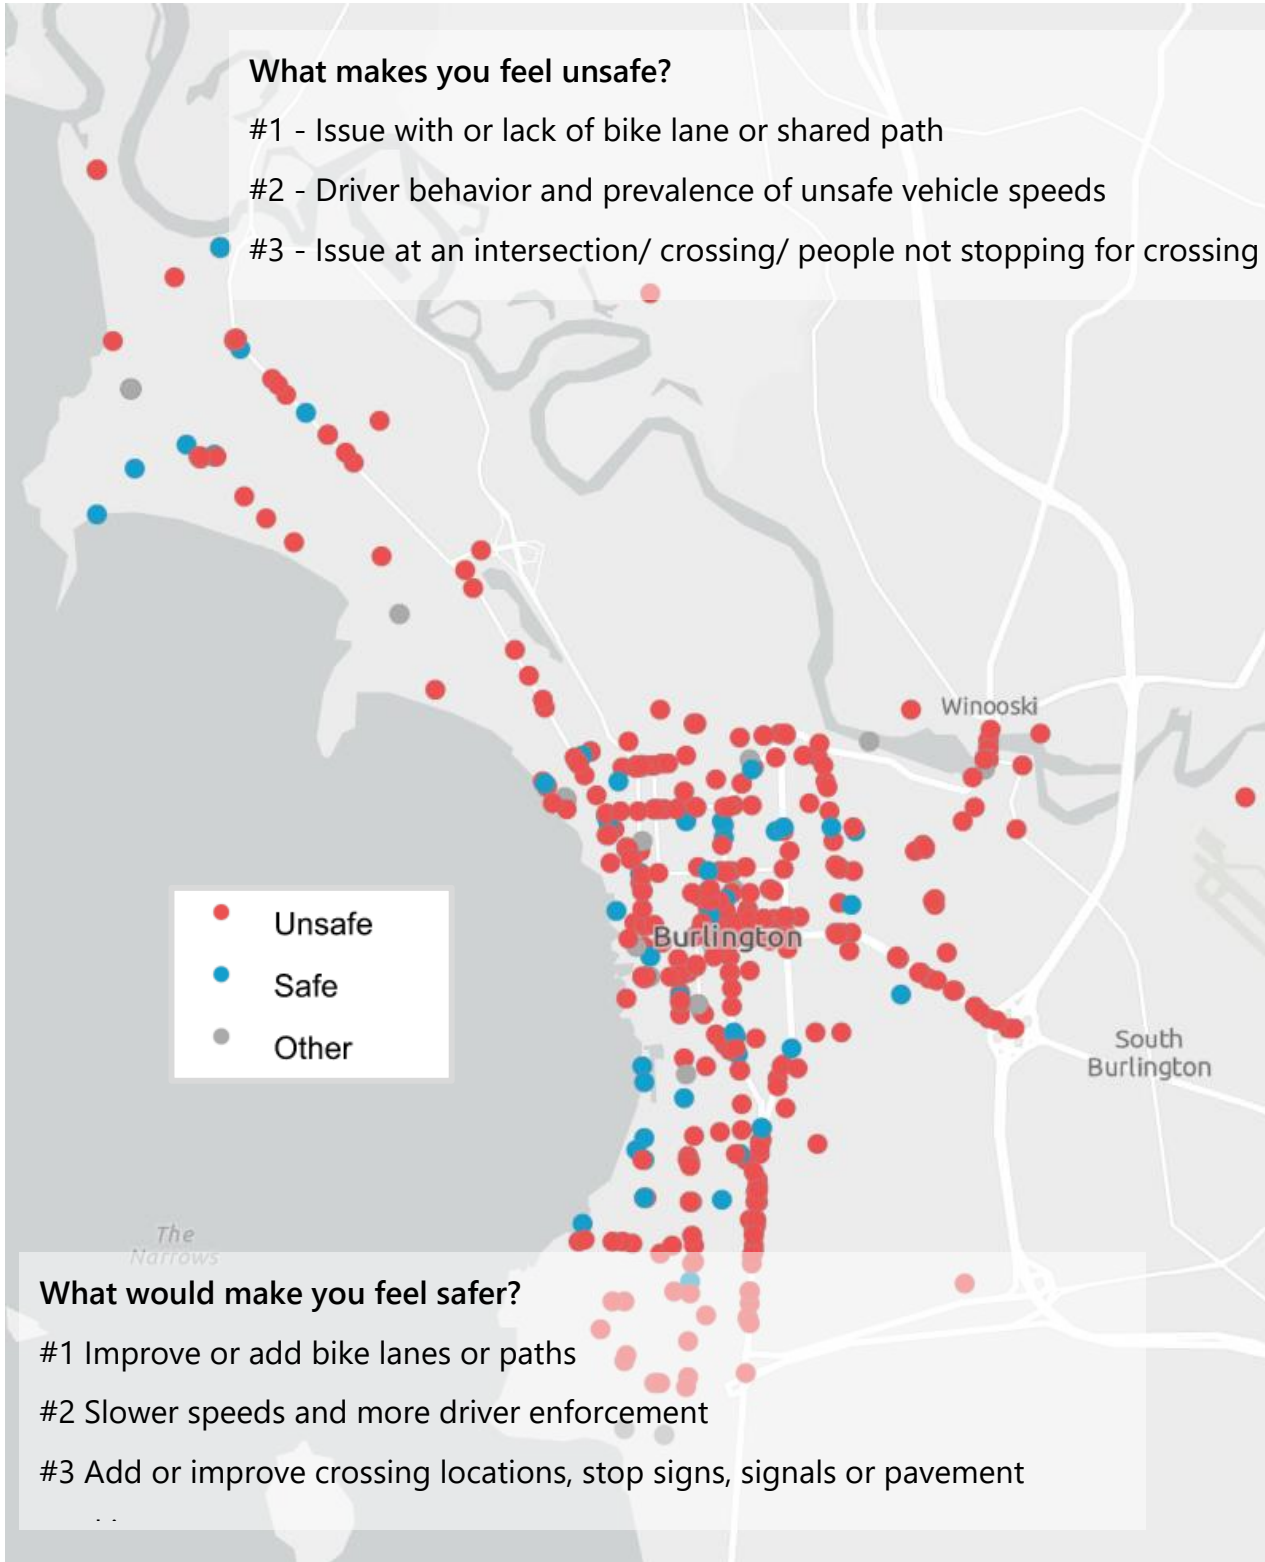 What makes you feel unsafe?
#1 - Issue with or lack of bike lane or shared path
#2 - Driver behavior and prevalence of unsafe vehicle speeds
#3 - Issue at an intersection/ crossing/ people not stopping for crossing
Winooski
Unsafe
Safe
Other
Burlington
South
Burlington
The
Narrows
What would make you feel safer?
#1 Improve or add bike lanes or paths
#2 Slower speeds and more driver enforcement
#3 Add or improve crossing locations, stop signs, signals or pavement